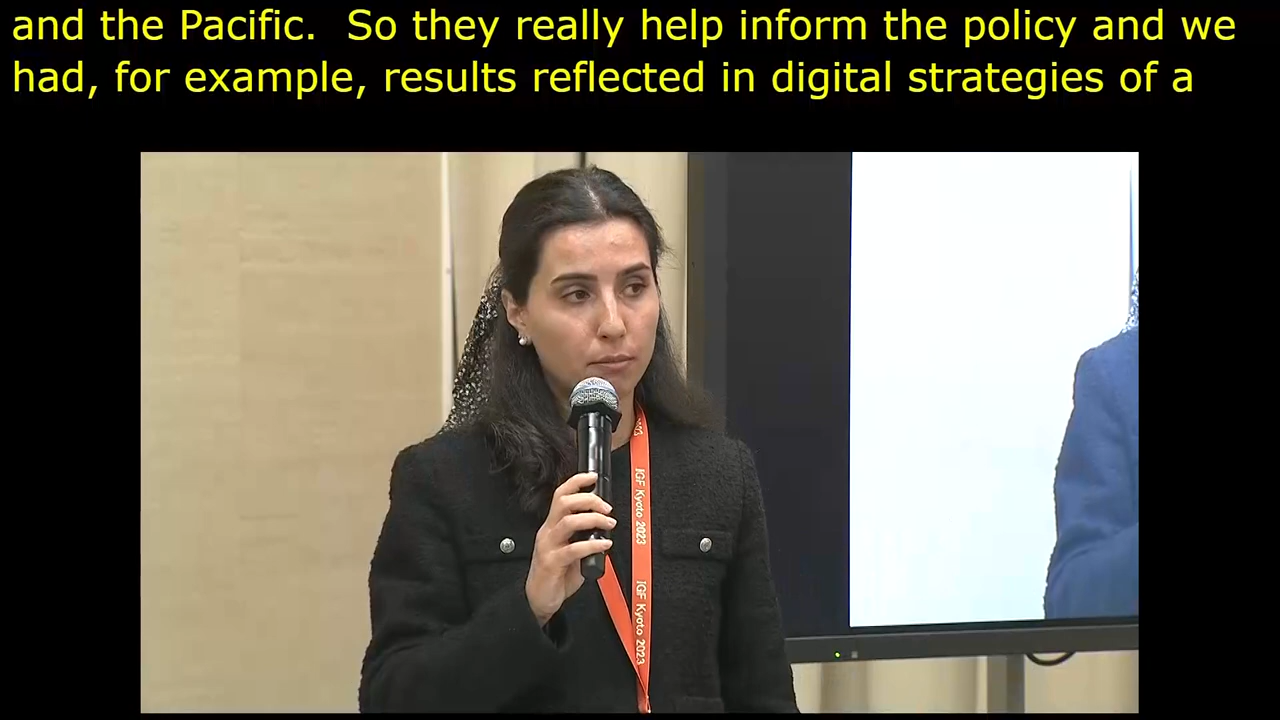 and the Pacific.  So they really help inform the policy and we
had, for example, results reflected in digital strategies of a
2023
IGF Kyoto 2023
IGF Kyoto 2023